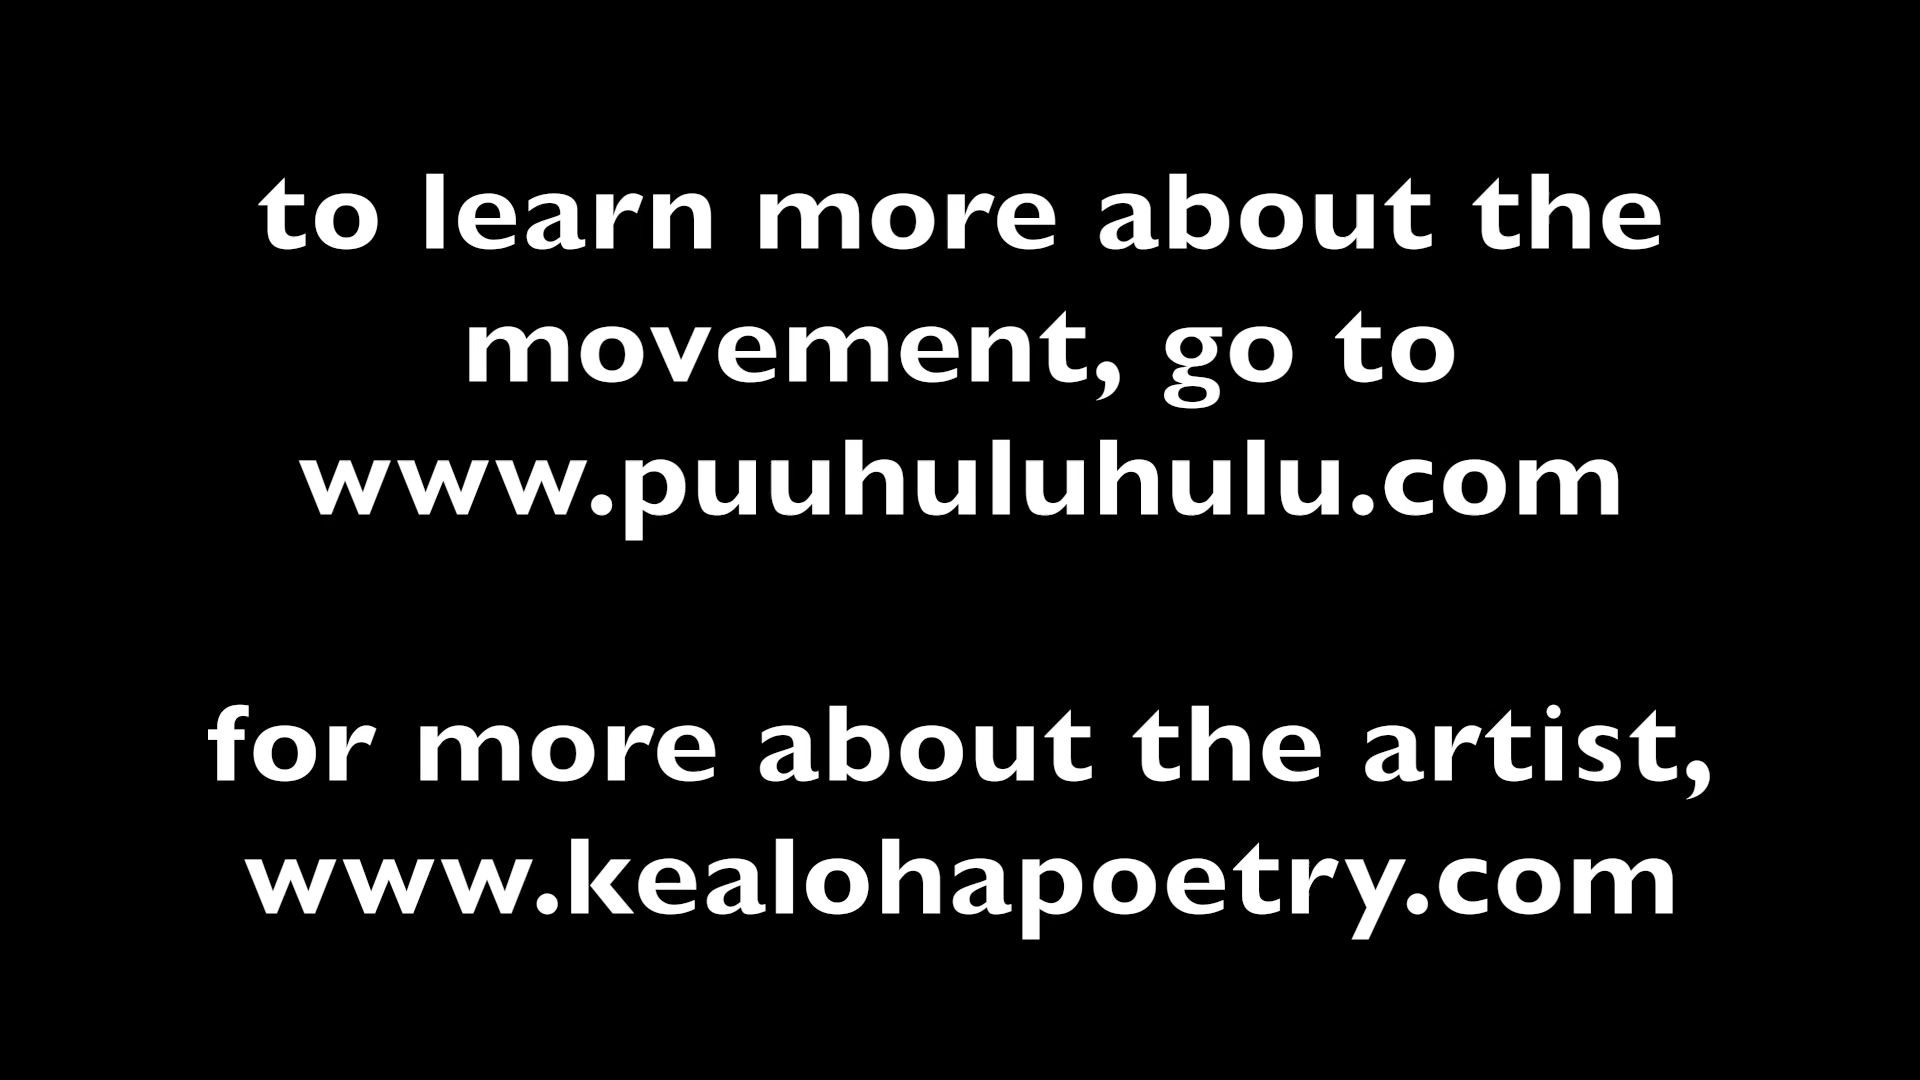 to learn more about the
movement, go to
www.puuhuluhulu.com
for more about the artist,
www.kealohapoetry.com